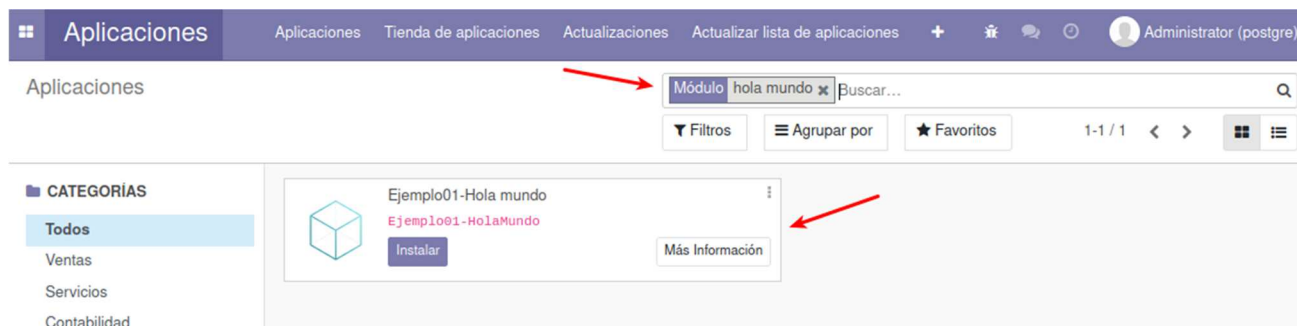 Aplicaciones Aplicaciones Tienda de aplicaciones Actualizaciones Actualizar lista de aplicaciones + Administrator (postgre)
Aplicaciones
Módulo hola mundo x Buscar...
Filtros Agrupar por Favoritos 1-1 / 1
CATEGORÍAS
Todos
Ventas
Servicios
Contabilidad
Ejemplo01-Hola mundo
Ejemplo01-HolaMundo
Instalar Más Información